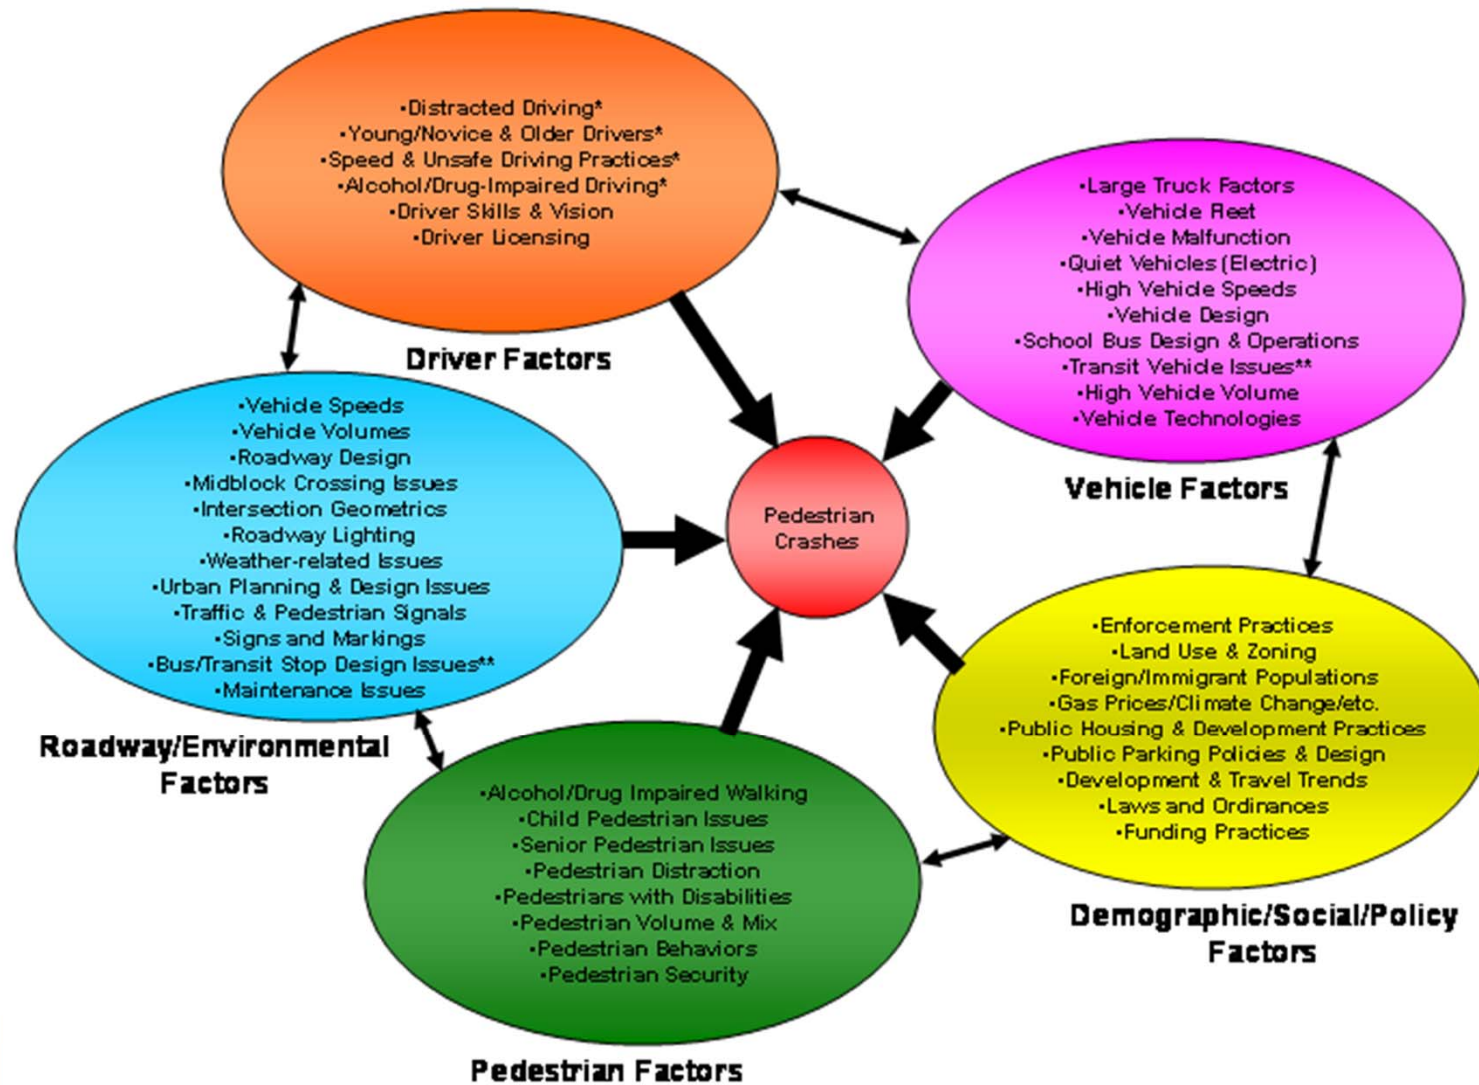 •Distracted Driving*
•Young/Novice & Older Drivers*
•Speed & Unsafe Driving Practices*
•Alcohol/Drug-Impaired Driving*
•Driver Skills & Vision
•Driver Licensing
Driver Factors
•Large Truck Factors
•Vehicle Fleet
•Vehicle Malfunction
•Quiet Vehicles (Electric)
•High Vehicle Speeds
•Vehicle Design
•School Bus Design & Operations
•Transit Vehicle Issues**
•High Vehicle Volume
•Vehicle Technologies
Vehicle Factors
•Vehicle Speeds
•Vehicle Volumes
•Roadway Design
•Midblock Crossing Issues
•Intersection Geometrics
•Roadway Lighting
•Weather-related Issues
•Urban Planning & Design Issues
•Traffic & Pedestrian Signals
•Signs and Markings
•Bus/Transit Stop Design Issues**
•Maintenance Issues
Roadway/Environmental
Factors
Pedestrian
Crashes
•Enforcement Practices
•Land Use & Zoning
•Foreign/Immigrant Populations
•Gas Prices/Climate Change/etc.
•Public Housing & Development Practices
•Public Parking Policies & Design
•Development & Travel Trends
•Laws and Ordinances
•Funding Practices
Demographic/Social/Policy
Factors
•Alcohol/Drug Impaired Walking
•Child Pedestrian Issues
•Senior Pedestrian Issues
•Pedestrian Distraction
•Pedestrians with Disabilities
•Pedestrian Volume & Mix
•Pedestrian Behaviors
•Pedestrian Security
Pedestrian Factors